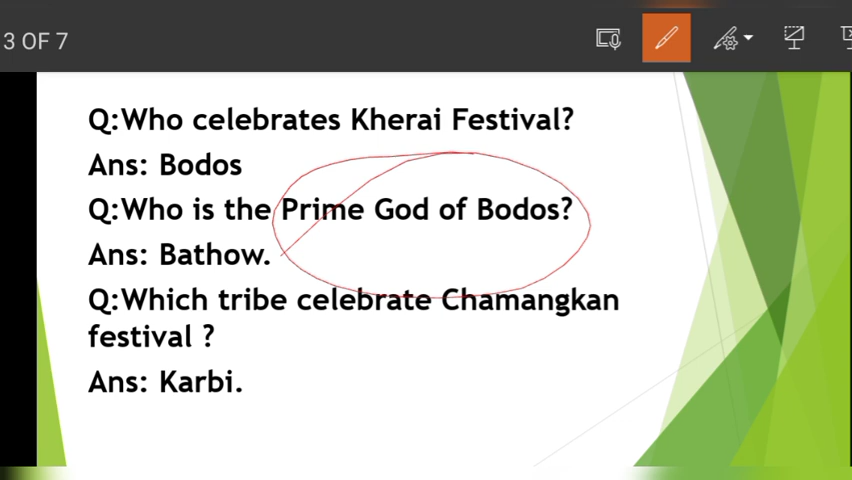 3 OF 7
Q:Who celebrates Kherai Festival?
Ans: Bodos
Q:Who is the Prime God of Bodos?
Ans: Bathow.
Q:Which tribe celebrate Chamangkan
festival ?
Ans: Karbi.